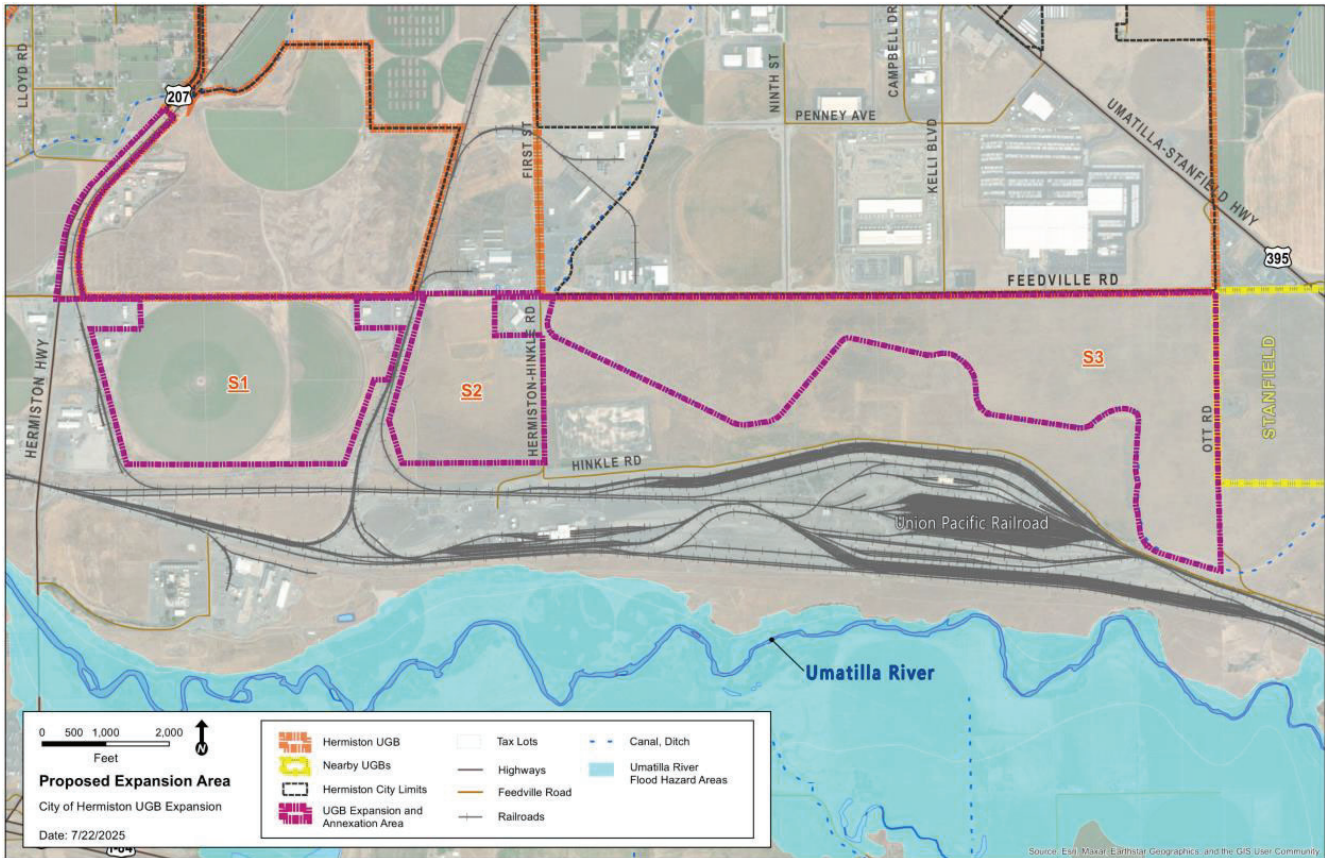 LLOYD RD
207
FIRST ST
NINTH ST
CAMPBELL DR
PENNEY AVE
KELLI BLVD
UMATILLA-STANFIELD HWY
395
FEEDVILLE RD
HERMISTON HWY
S1
S2
HERMISTON-HINKLE RD
S3
OTT RD
STANFIELD
HINKLE RD
Union Pacific Railroad
Umatilla River
0 500 1,000 2,000
Feet
N
Proposed Expansion Area
City of Hermiston UGB Expansion
Date: 7/22/2025
Hermiston UGB
Nearby UGBs
Hermiston City Limits
UGB Expansion and
Annexation Area
Tax Lots
Highways
Feedville Road
Railroads
Canal, Ditch
Umatilla River
Flood Hazard Areas
I-84
Source: Esri, Maxar, Earthstar Geographics, and the GIS User Community